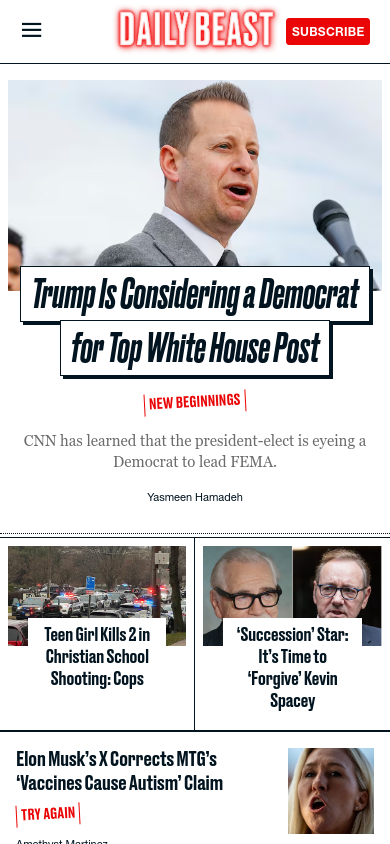 DAILY BEAST
SUBSCRIBE
Trump Is Considering a Democrat
for Top White House Post
NEW BEGINNINGS
CNN has learned that the president-elect is eyeing a
Democrat to lead FEMA.
Yasmeen Hamadeh
Teen Girl Kills 2 in
Christian School
Shooting: Cops
‘Succession’ Star:
It’s Time to
‘Forgive’ Kevin
Spacey
Elon Musk’s X Corrects MTG’s
‘Vaccines Cause Autism’ Claim
TRY AGAIN
Amethyst Martinez